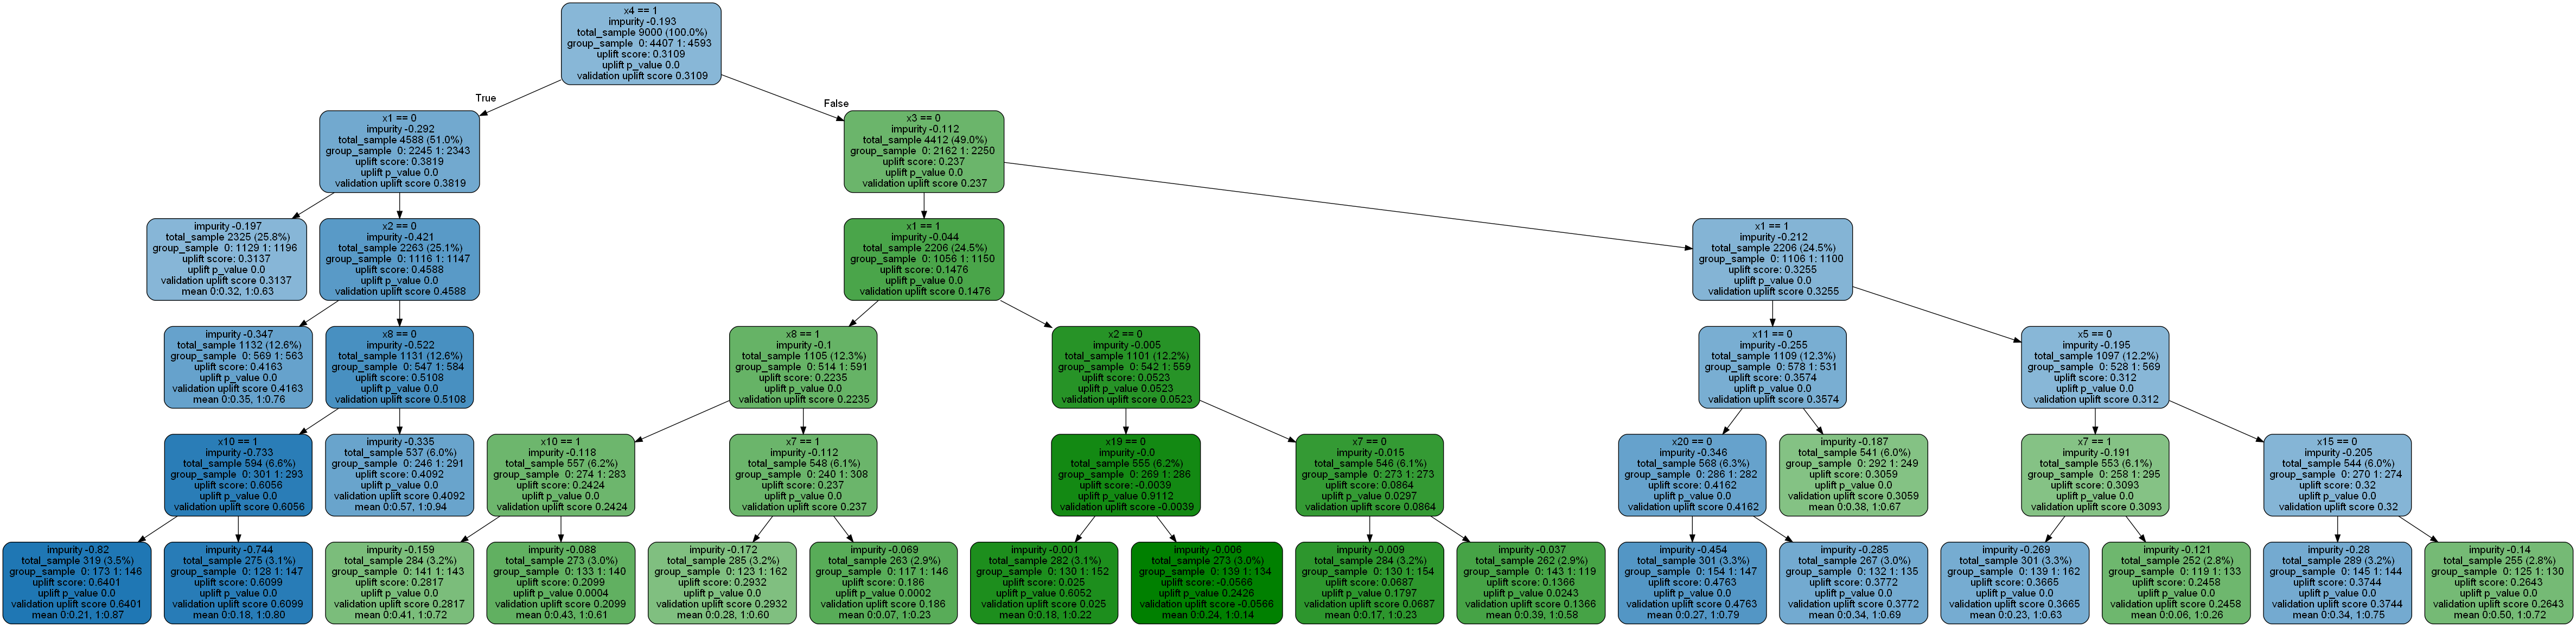 x4 == 1
impurity -0.193
total_sample 9000 (100.0%)
group_sample 0: 4407 1: 4593
uplift score: 0.3109
uplift p_value 0.0
validation uplift score 0.3109
True
False
x1 == 0
impurity -0.292
total_sample 4588 (51.0%)
group_sample 0: 2245 1: 2343
uplift score: 0.3819
uplift p_value 0.0
validation uplift score 0.3819
x3 == 0
impurity -0.112
total_sample 4412 (49.0%)
group_sample 0: 2162 1: 2250
uplift score: 0.237
uplift p_value 0.0
validation uplift score 0.237
impurity -0.197
total_sample 2325 (25.8%)
group_sample 0: 1129 1: 1196
uplift score: 0.3137
uplift p_value 0.0
validation uplift score 0.3137
mean 0:0.32, 1:0.63
x2 == 0
impurity -0.421
total_sample 2263 (25.1%)
group_sample 0: 1116 1: 1147
uplift score: 0.4588
uplift p_value 0.0
validation uplift score 0.4588
x1 == 1
impurity -0.044
total_sample 2206 (24.5%)
group_sample 0: 1056 1: 1150
uplift score: 0.1476
uplift p_value 0.0
validation uplift score 0.1476
x1 == 1
impurity -0.212
total_sample 2206 (24.5%)
group_sample 0: 1106 1: 1100
uplift score: 0.3255
uplift p_value 0.0
validation uplift score 0.3255
impurity -0.347
total_sample 1132 (12.6%)
group_sample 0: 569 1: 563
uplift score: 0.4163
uplift p_value 0.0
validation uplift score 0.4163
mean 0:0.35, 1:0.76
x8 == 0
impurity -0.522
total_sample 1131 (12.6%)
group_sample 0: 547 1: 584
uplift score: 0.5108
uplift p_value 0.0
validation uplift score 0.5108
x8 == 1
impurity -0.1
total_sample 1105 (12.3%)
group_sample 0: 514 1: 591
uplift score: 0.2235
uplift p_value 0.0
validation uplift score 0.2235
x2 == 0
impurity -0.005
total_sample 1101 (12.2%)
group_sample 0: 542 1: 559
uplift score: 0.0523
uplift p_value 0.0523
validation uplift score 0.0523
x11 == 0
impurity -0.255
total_sample 1109 (12.3%)
group_sample 0: 578 1: 531
uplift score: 0.3574
uplift p_value 0.0
validation uplift score 0.3574
x5 == 0
impurity -0.195
total_sample 1097 (12.2%)
group_sample 0: 528 1: 569
uplift score: 0.312
uplift p_value 0.0
validation uplift score 0.312
x10 == 1
impurity -0.733
total_sample 594 (6.6%)
group_sample 0: 301 1: 293
uplift score: 0.6056
uplift p_value 0.0
validation uplift score 0.6056
impurity -0.335
total_sample 537 (6.0%)
group_sample 0: 246 1: 291
uplift score: 0.4092
uplift p_value 0.0
validation uplift score 0.4092
mean 0:0.57, 1:0.94
x10 == 1
impurity -0.118
total_sample 557 (6.2%)
group_sample 0: 274 1: 283
uplift score: 0.2424
uplift p_value 0.0
validation uplift score 0.2424
x7 == 1
impurity -0.112
total_sample 548 (6.1%)
group_sample 0: 240 1: 308
uplift score: 0.237
uplift p_value 0.0
validation uplift score 0.237
x19 == 0
impurity -0.0
total_sample 555 (6.2%)
group_sample 0: 269 1: 286
uplift score: -0.0039
uplift p_value 0.9112
validation uplift score -0.0039
x7 == 0
impurity -0.015
total_sample 546 (6.1%)
group_sample 0: 273 1: 273
uplift score: 0.0864
uplift p_value 0.0297
validation uplift score 0.0864
x20 == 0
impurity -0.346
total_sample 568 (6.3%)
group_sample 0: 286 1: 282
uplift score: 0.4162
uplift p_value 0.0
validation uplift score 0.4162
impurity -0.187
total_sample 541 (6.0%)
group_sample 0: 292 1: 249
uplift score: 0.3059
uplift p_value 0.0
validation uplift score 0.3059
mean 0:0.38, 1:0.67
x7 == 1
impurity -0.191
total_sample 553 (6.1%)
group_sample 0: 258 1: 295
uplift score: 0.3093
uplift p_value 0.0
validation uplift score 0.3093
x15 == 0
impurity -0.205
total_sample 544 (6.0%)
group_sample 0: 270 1: 274
uplift score: 0.32
uplift p_value 0.0
validation uplift score 0.32
impurity -0.82
total_sample 319 (3.5%)
group_sample 0: 173 1: 146
uplift score: 0.6401
uplift p_value 0.0
validation uplift score 0.6401
mean 0:0.21, 1:0.87
impurity -0.744
total_sample 275 (3.1%)
group_sample 0: 128 1: 147
uplift score: 0.6099
uplift p_value 0.0
validation uplift score 0.6099
mean 0:0.18, 1:0.80
impurity -0.159
total_sample 284 (3.2%)
group_sample 0: 141 1: 143
uplift score: 0.2817
uplift p_value 0.0
validation uplift score 0.2817
mean 0:0.41, 1:0.72
impurity -0.088
total_sample 273 (3.0%)
group_sample 0: 133 1: 140
uplift score: 0.2099
uplift p_value 0.0004
validation uplift score 0.2099
mean 0:0.43, 1:0.61
impurity -0.172
total_sample 285 (3.2%)
group_sample 0: 123 1: 162
uplift score: 0.2932
uplift p_value 0.0
validation uplift score 0.2932
mean 0:0.28, 1:0.60
impurity -0.069
total_sample 263 (2.9%)
group_sample 0: 117 1: 146
uplift score: 0.186
uplift p_value 0.0002
validation uplift score 0.186
mean 0:0.07, 1:0.23
impurity -0.001
total_sample 282 (3.1%)
group_sample 0: 130 1: 152
uplift score: 0.025
uplift p_value 0.6052
validation uplift score 0.025
mean 0:0.18, 1:0.22
impurity -0.006
total_sample 273 (3.0%)
group_sample 0: 139 1: 134
uplift score: -0.0566
uplift p_value 0.2426
validation uplift score -0.0566
mean 0:0.24, 1:0.14
impurity -0.009
total_sample 284 (3.2%)
group_sample 0: 130 1: 154
uplift score: 0.0687
uplift p_value 0.1797
validation uplift score 0.0687
mean 0:0.17, 1:0.23
impurity -0.037
total_sample 262 (2.9%)
group_sample 0: 143 1: 119
uplift score: 0.1366
uplift p_value 0.0243
validation uplift score 0.1366
mean 0:0.39, 1:0.58
impurity -0.454
total_sample 301 (3.3%)
group_sample 0: 154 1: 147
uplift score: 0.4763
uplift p_value 0.0
validation uplift score 0.4763
mean 0:0.27, 1:0.79
impurity -0.285
total_sample 267 (3.0%)
group_sample 0: 132 1: 135
uplift score: 0.3772
uplift p_value 0.0
validation uplift score 0.3772
mean 0:0.34, 1:0.69
impurity -0.269
total_sample 301 (3.3%)
group_sample 0: 139 1: 162
uplift score: 0.3665
uplift p_value 0.0
validation uplift score 0.3665
mean 0:0.23, 1:0.63
impurity -0.121
total_sample 252 (2.8%)
group_sample 0: 119 1: 133
uplift score: 0.2458
uplift p_value 0.0
validation uplift score 0.2458
mean 0:0.06, 1:0.26
impurity -0.28
total_sample 289 (3.2%)
group_sample 0: 145 1: 144
uplift score: 0.3744
uplift p_value 0.0
validation uplift score 0.3744
mean 0:0.34, 1:0.75
impurity -0.14
total_sample 255 (2.8%)
group_sample 0: 125 1: 130
uplift score: 0.2643
uplift p_value 0.0
validation uplift score 0.2643
mean 0:0.50, 1:0.72